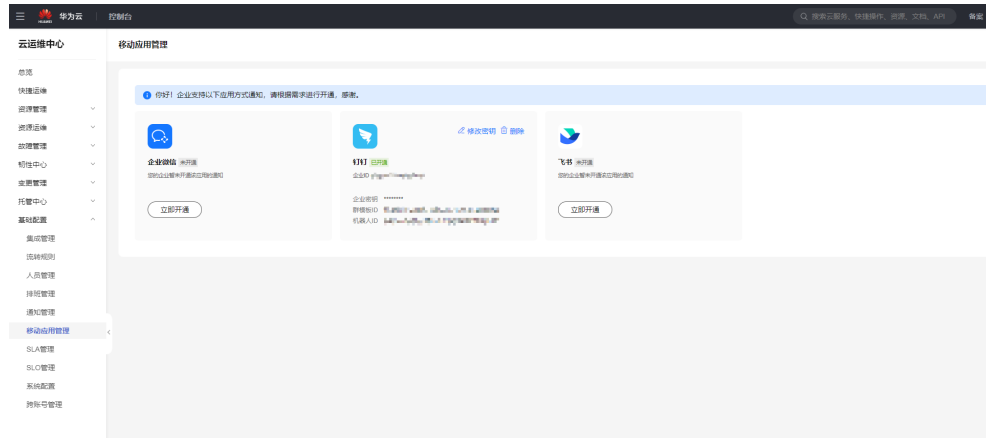 HUAWEI 华为云 控制台 搜索云服务、快捷操作、资源、文档、API 备案
云运维中心
总览
快捷运维
资源管理
资源运维
故障管理
韧性中心
变更管理
托管中心
基础配置
集成管理
流转规则
人员管理
排班管理
通知管理
移动应用管理
SLA管理
SLO管理
系统配置
跨账号管理
移动应用管理
你好！企业支持以下应用方式通知，请根据需求进行开通，感谢。
企业微信 未开通
您的企业暂未开通该应用的通知
立即开通
修改密钥 删除
钉钉 已开通
企业ID
企业密钥 ********
群模板ID
机器人ID
飞书 未开通
您的企业暂未开通该应用的通知
立即开通